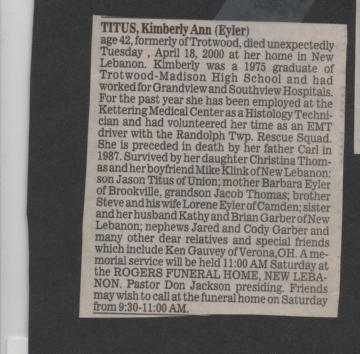 TITUS, Kimberly Ann (Eyler)
age 42, formerly of Trotwood, died unexpectedly
Tuesday , April 18, 2000 at her home in New
Lebanon. Kimberly was a 1975 graduate of
Trotwood-Madison High School and had
worked for Grandview and Southview Hospitals.
For the past year she has been employed at the
Kettering Medical Center as a Histology Techni-
cian and had volunteered her time as an EMT
driver with the Randolph Twp. Rescue Squad.
She is preceded in death by her father Carl in
1987. Survived by her daughter Christina Thom-
as and her boyfriend Mike Klink of New Lebanon:
son Jason Titus of Union; mother Barbara Eyler
of Brookville, grandson Jacob Thomas; brother
Steve and his wife Lorene Eyler of Camden; sister
and her husband Kathy and Brian Garber of New
Lebanon; nephews Jared and Cody Garber and
many other dear relatives and special friends
which include Ken Gauvey of Verona,OH. A me-
morial service will be held 11:00 AM Saturday at
the ROGERS FUNERAL HOME, NEW LEBA-
NON. Pastor Don Jackson presiding. Friends
may wish to call at the funeral home on Saturday
from 9:30-11:00 AM.